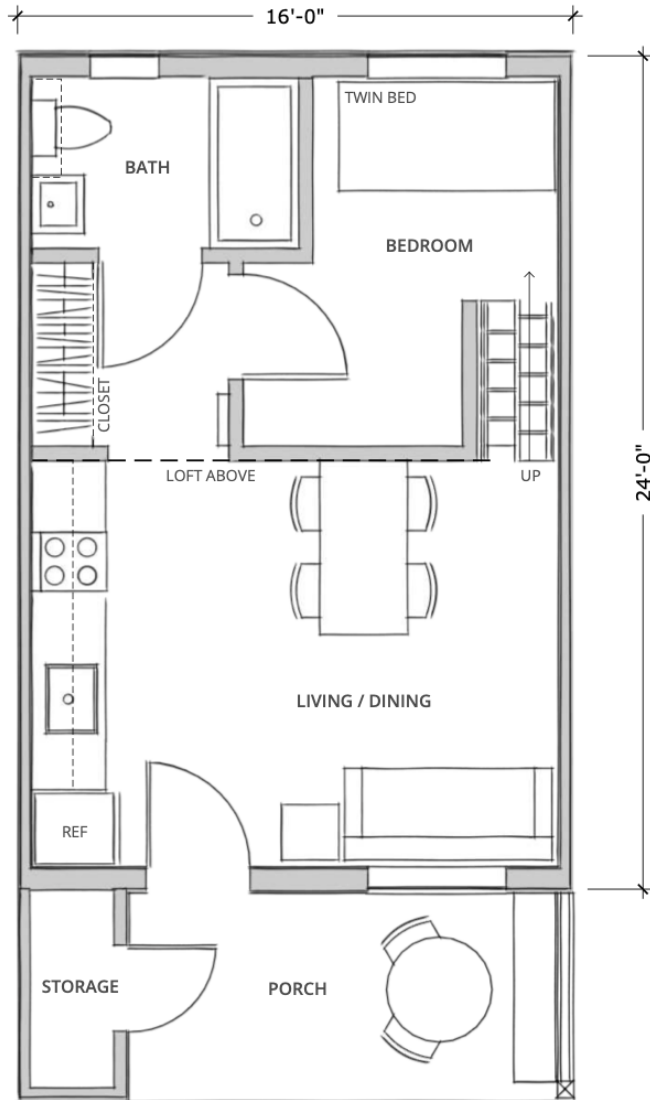 16'-0"
TWIN BED
BATH
BEDROOM
CLOSET
LOFT ABOVE
UP
24'-0"
LIVING / DINING
REF
STORAGE
PORCH